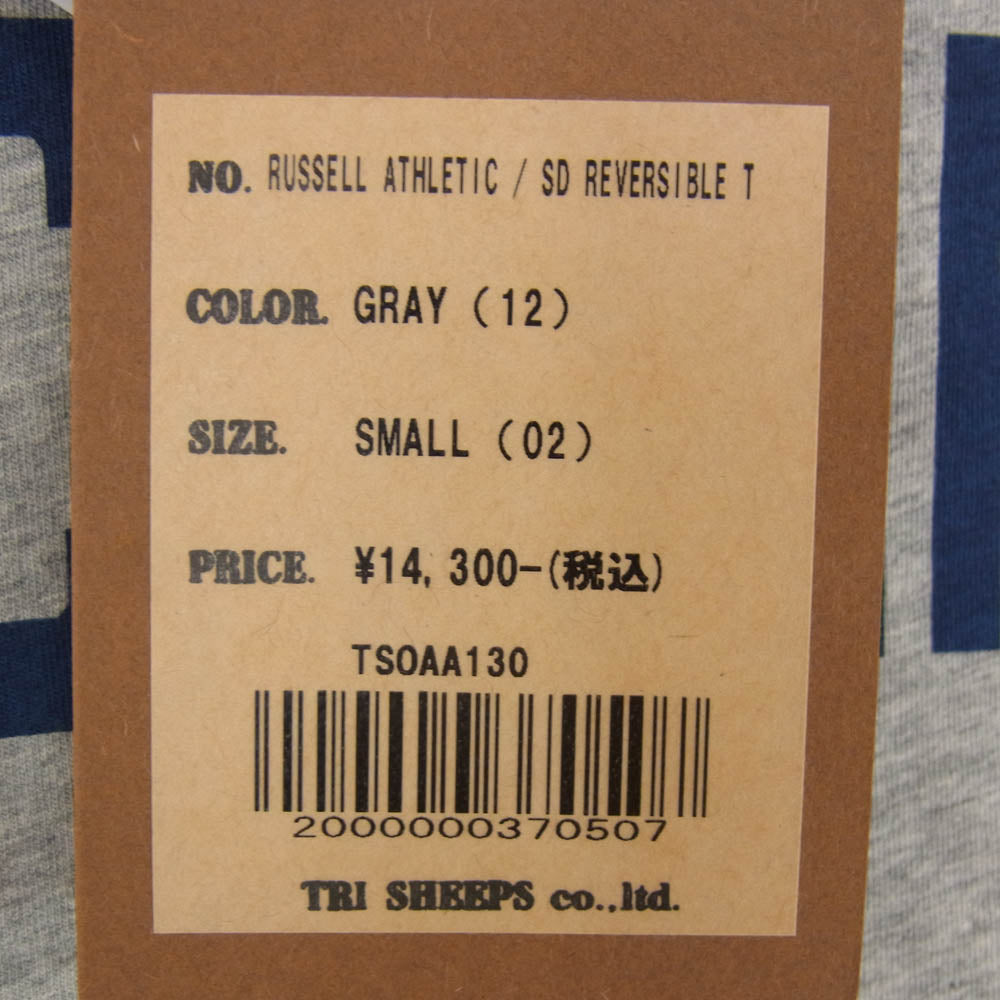 NO. RUSSELL ATHLETIC / SD REVERSIBLE T
COLOR. GRAY (12)
SIZE. SMALL (02)
PRICE. ¥14,300-(税込)
TSOAA130
2000000370507
TRI SHEEPS co.,ltd.